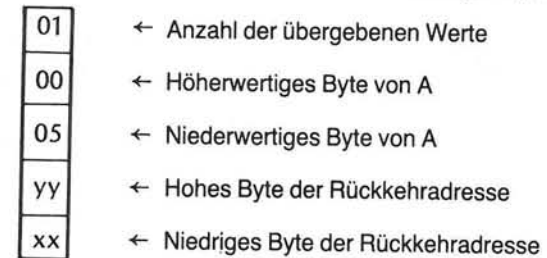 01 ← Anzahl der übergebenen Werte
00 ← Höherwertiges Byte von A
05 ← Niederwertiges Byte von A
yy ← Hohes Byte der Rückkehradresse
xx ← Niedriges Byte der Rückkehradresse